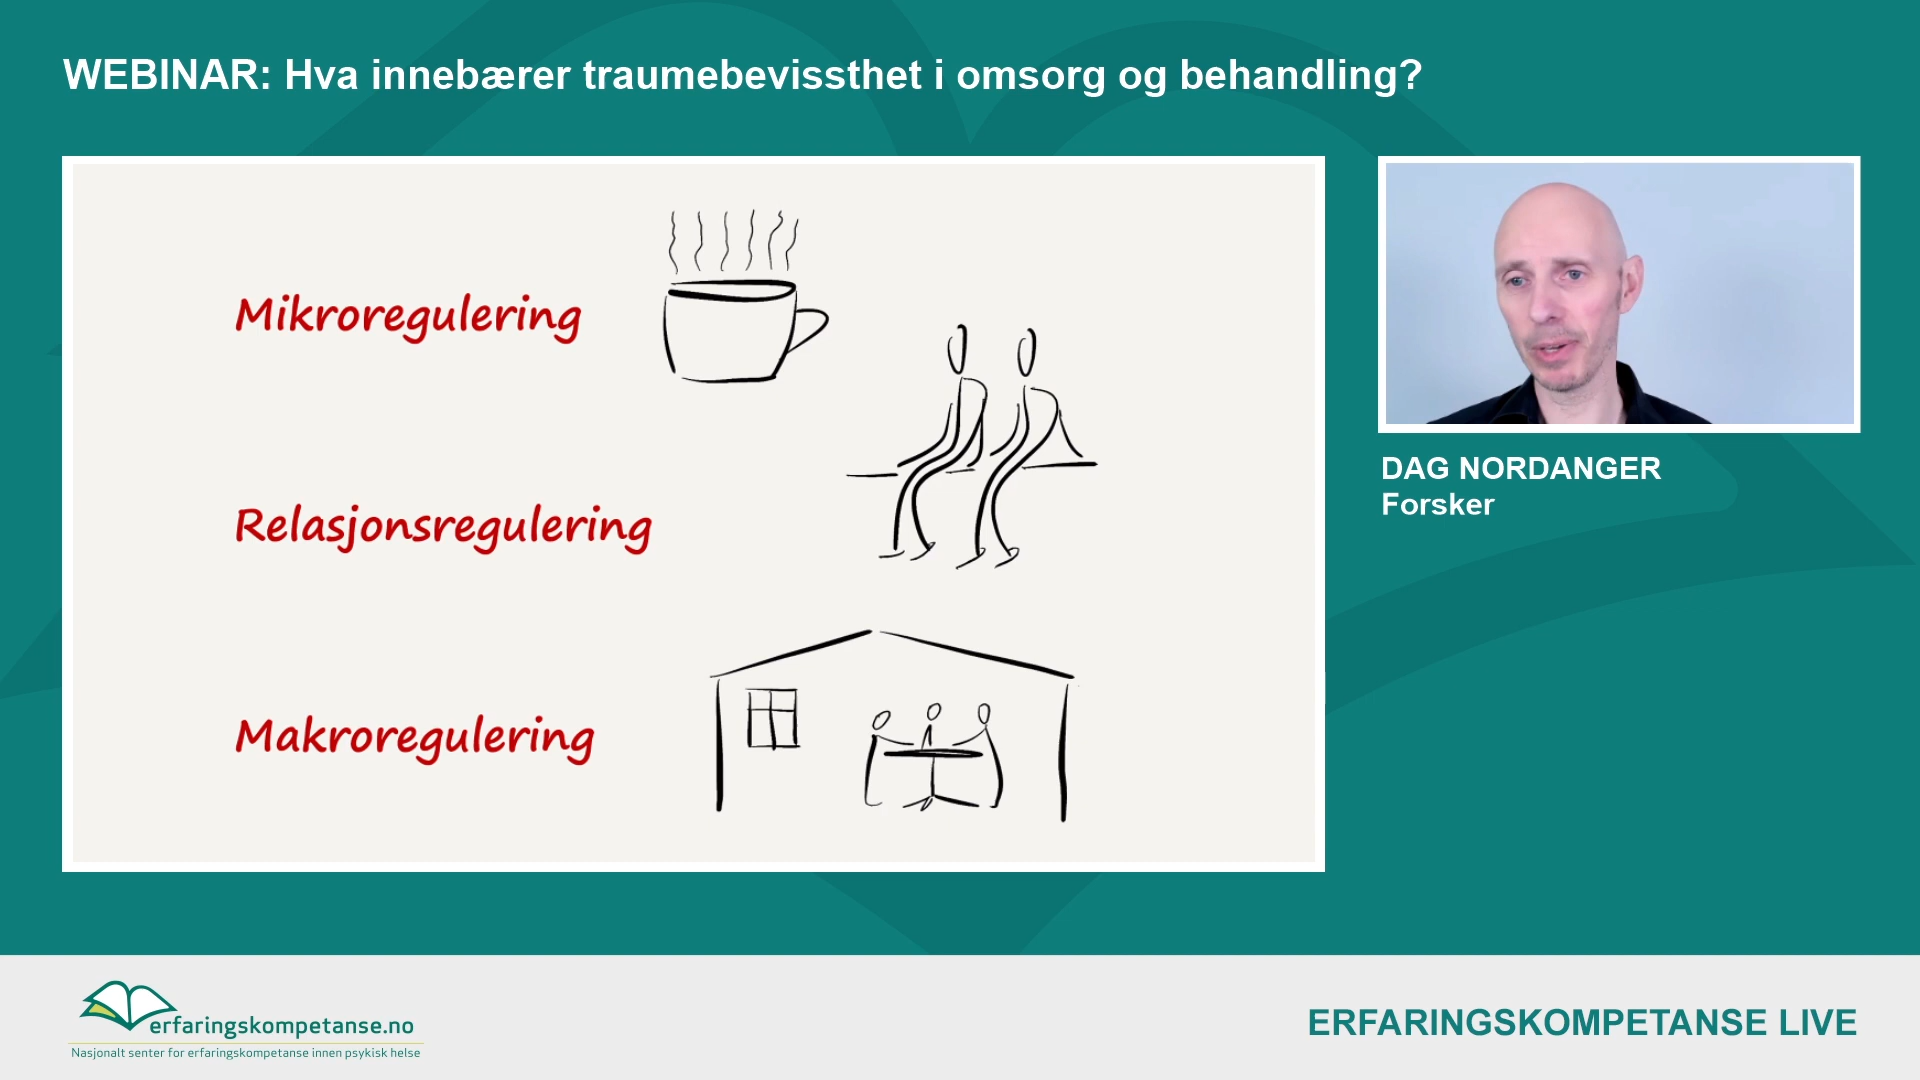 WEBINAR: Hva innebærer traumebevissthet i omsorg og behandling?
Mikroregulering
Relasjonsregulering
Makroregulering
DAG NORDANGER
Forsker
erfaringskompetanse.no
Nasjonalt senter for erfaringskompetanse innen psykisk helse
ERFARINGSKOMPETANSE LIVE